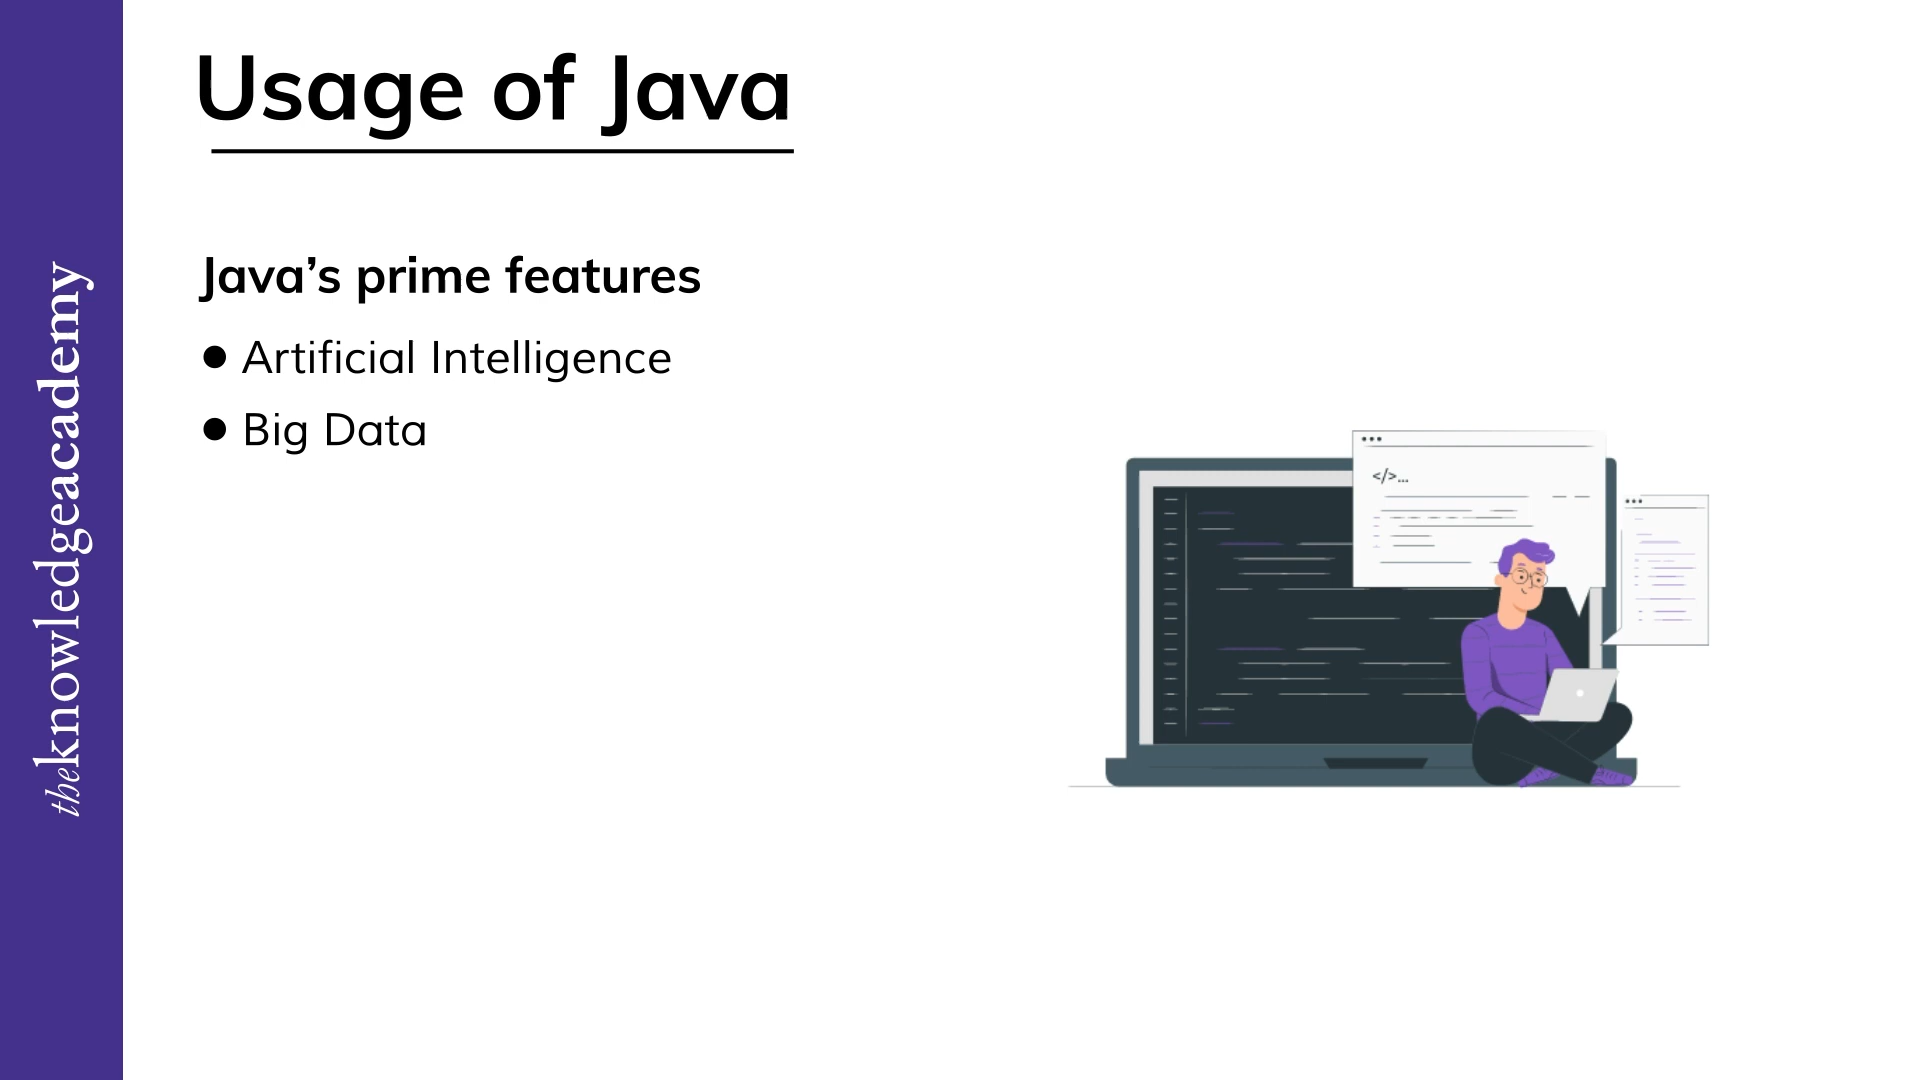 Usage of Java
Java’s prime features
● Artificial Intelligence
● Big Data
</>...
theknowledgeacademy